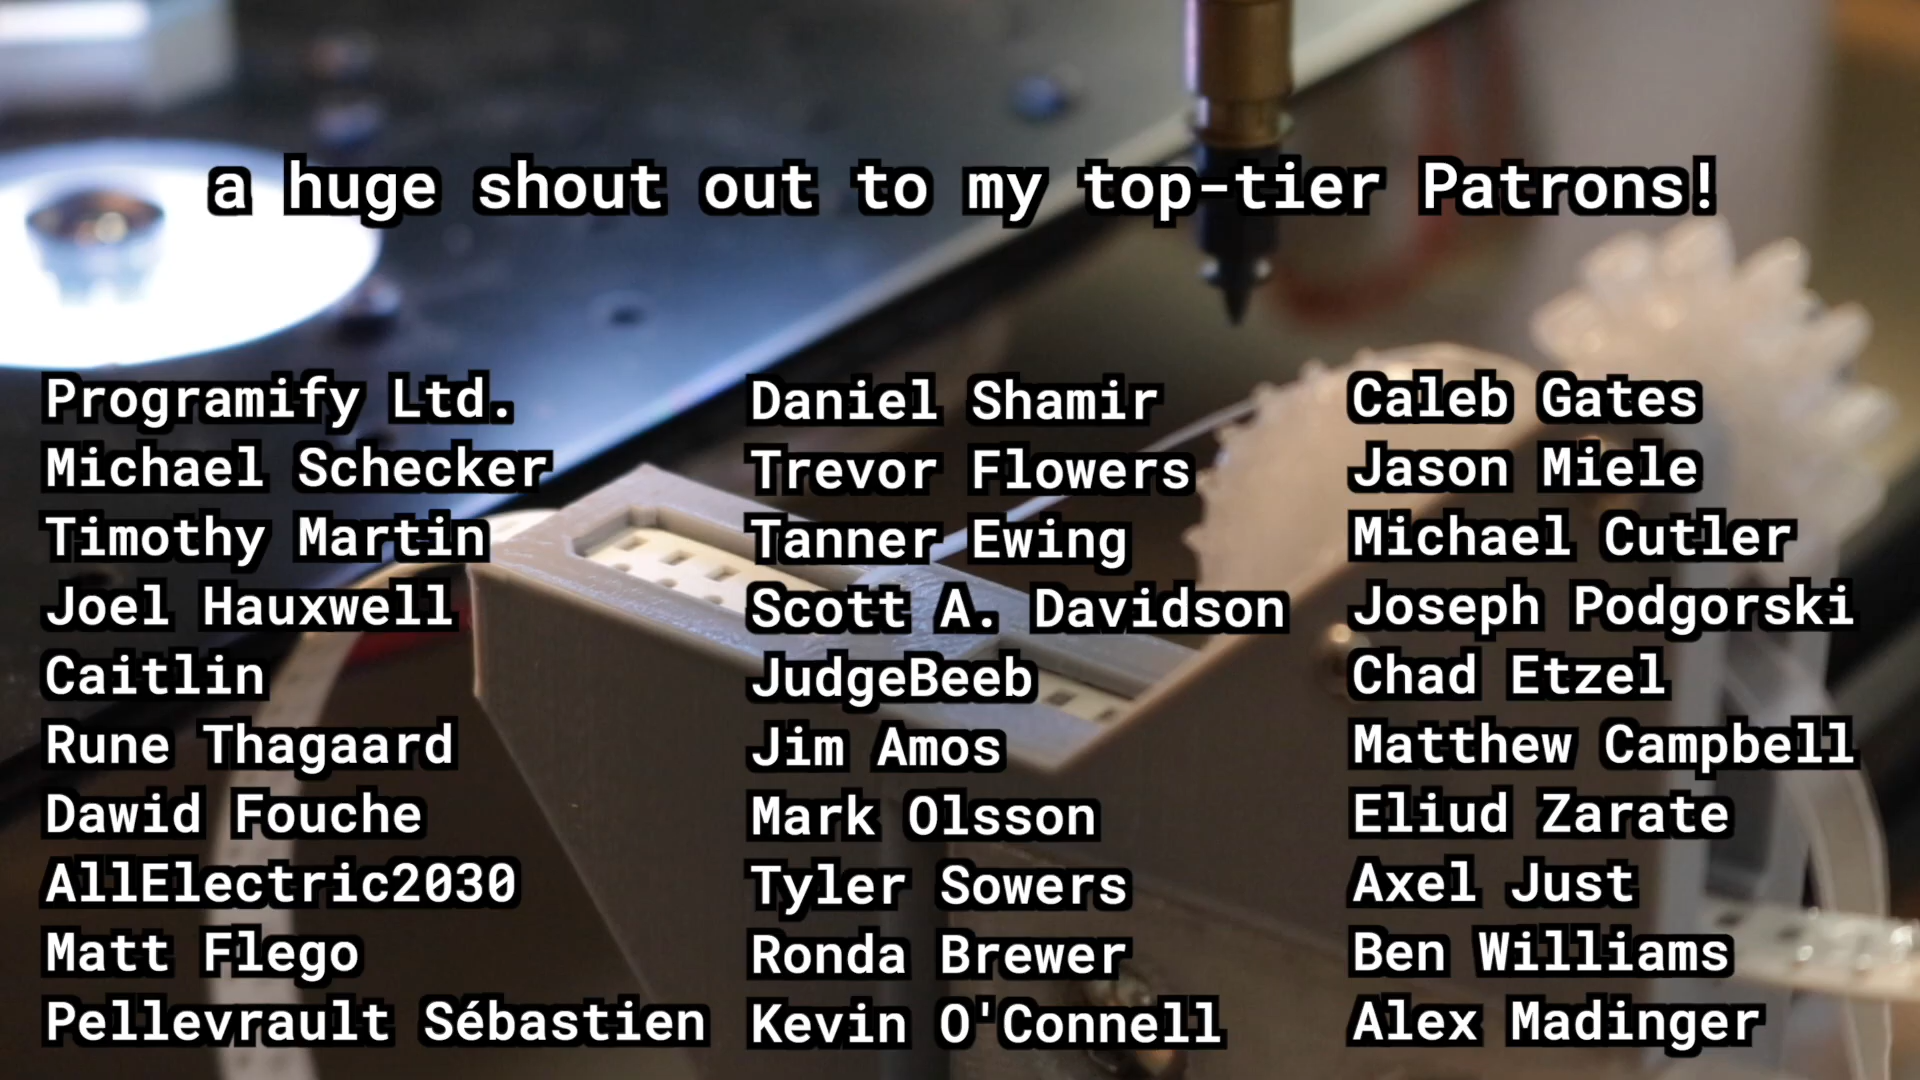 a huge shout out to my top-tier Patrons!
Programify Ltd.
Michael Schecker
Timothy Martin
Joel Hauxwell
Caitlin
Rune Thagaard
Dawid Fouche
AllElectric2030
Matt Flego
Pellevrault Sébastien
Daniel Shamir
Trevor Flowers
Tanner Ewing
Scott A. Davidson
JudgeBeeb
Jim Amos
Mark Olsson
Tyler Sowers
Ronda Brewer
Kevin O'Connell
Caleb Gates
Jason Miele
Michael Cutler
Joseph Podgorski
Chad Etzel
Matthew Campbell
Eliud Zarate
Axel Just
Ben Williams
Alex Madinger